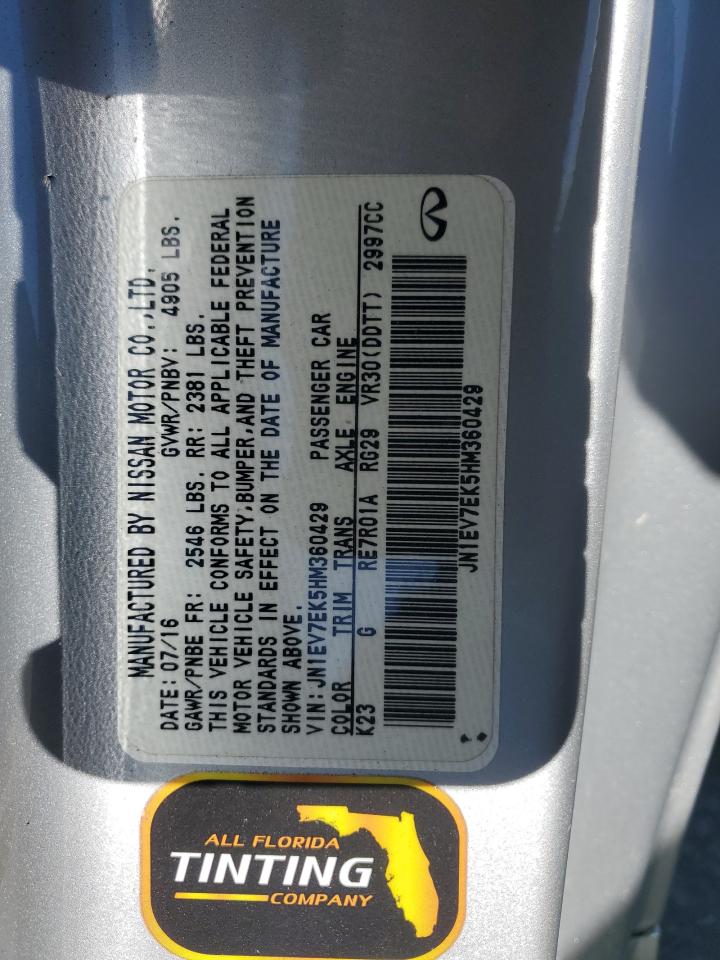 MANUFACTURED BY NISSAN MOTOR CO.,LTD.
DATE: 07/16 GVWR/PNBV: 4905 LBS.
GAWR/PNBE FR: 2546 LBS. RR: 2381 LBS.
THIS VEHICLE CONFORMS TO ALL APPLICABLE FEDERAL
MOTOR VEHICLE SAFETY,BUMPER,AND THEFT PREVENTION
STANDARDS IN EFFECT ON THE DATE OF MANUFACTURE
SHOWN ABOVE.
VIN: JN1EV7EK5HM360429 PASSENGER CAR
COLOR TRIM TRANS AXLE ENGINE
K23 G RE7R01A RG29 VR30(DDTT) 2997CC
JN1EV7EK5HM360429
ALL FLORIDA
TINTING
COMPANY